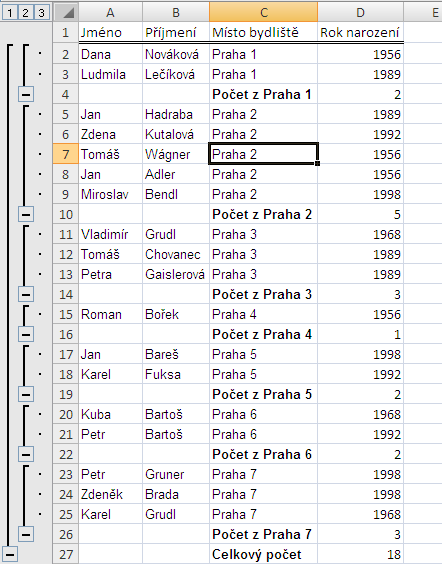 1 2 3 A B C D E
1 Jméno Příjmení Místo bydliště Rok narození
2 Dana Nováková Praha 1 1956
3 Ludmila Lečíková Praha 1 1989
4 Počet z Praha 1 2
5 Jan Hadraba Praha 2 1989
6 Zdena Kutalová Praha 2 1992
7 Tomáš Wágner Praha 2 1956
8 Jan Adler Praha 2 1956
9 Miroslav Bendl Praha 2 1998
10 Počet z Praha 2 5
11 Vladimír Grudl Praha 3 1968
12 Tomáš Chovanec Praha 3 1989
13 Petra Gaislerová Praha 3 1989
14 Počet z Praha 3 3
15 Roman Bořek Praha 4 1956
16 Počet z Praha 4 1
17 Jan Bareš Praha 5 1998
18 Karel Fuksa Praha 5 1992
19 Počet z Praha 5 2
20 Kuba Bartoš Praha 6 1968
21 Petr Bartoš Praha 6 1992
22 Počet z Praha 6 2
23 Petr Gruner Praha 7 1998
24 Zdeněk Brada Praha 7 1998
25 Karel Grudl Praha 7 1968
26 Počet z Praha 7 3
27 Celkový počet 18